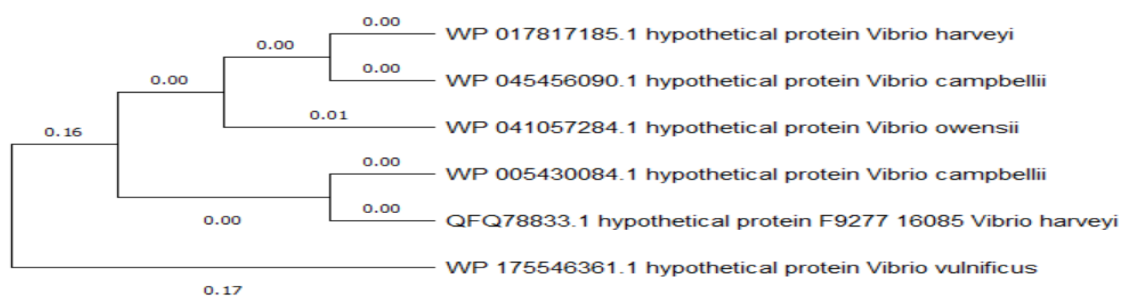 0.00
WP 017817185.1 hypothetical protein Vibrio harveyi
0.00
0.00
WP 045456090.1 hypothetical protein Vibrio campbellii
0.00
0.01
WP 041057284.1 hypothetical protein Vibrio owensii
0.16
0.00
WP 005430084.1 hypothetical protein Vibrio campbellii
0.00
0.00
QFQ78833.1 hypothetical protein F9277 16085 Vibrio harveyi
WP 175546361.1 hypothetical protein Vibrio vulnificus
0.17